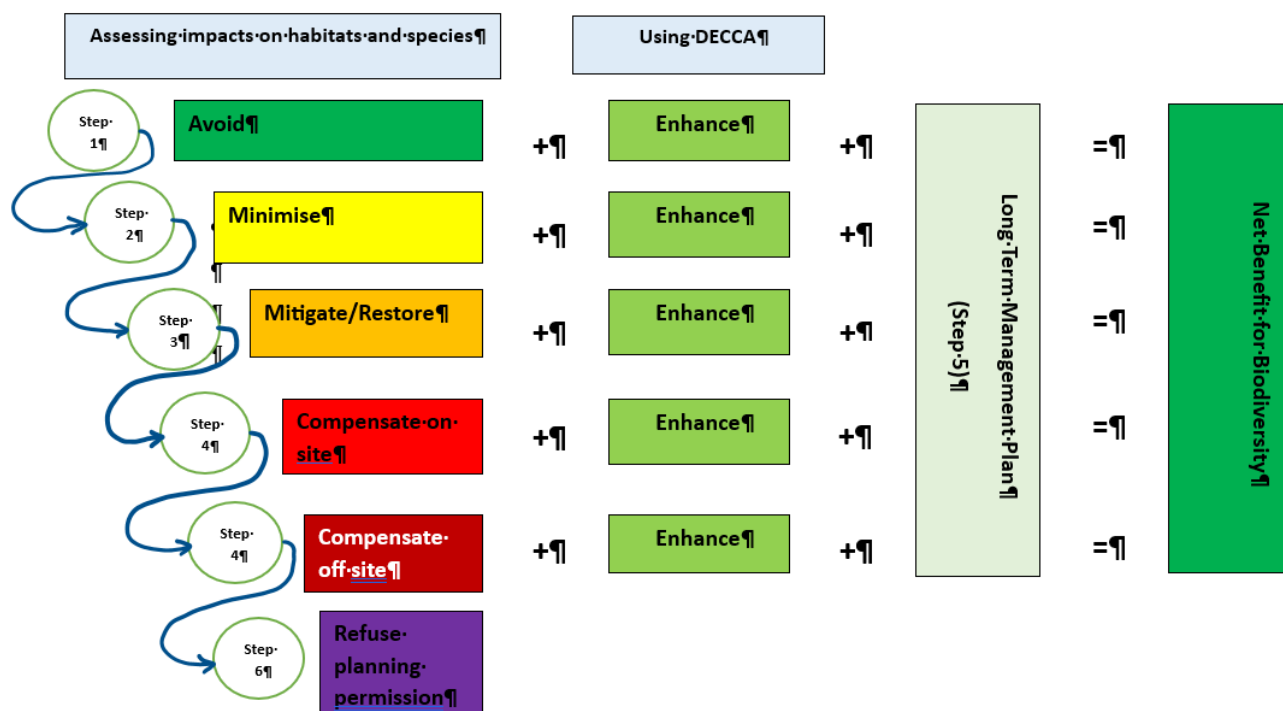 Assessing·impacts·on·habitats·and·species¶
Using·DECCA¶
Step·
1¶
Avoid¶
+¶
Enhance¶
+¶
=¶
Step·
2¶
Minimise¶
+¶
Enhance¶
+¶
=¶
¶
¶
¶
Step·
3¶
Mitigate/Restore¶
+¶
Enhance¶
+¶
=¶
Step·
4¶
Compensate·on·
site¶
+¶
Enhance¶
+¶
=¶
Step·
4¶
Compensate·
off·site¶
+¶
Enhance¶
+¶
=¶
Step·
6¶
Refuse·
planning·
permission¶
Long·Term·Management·Plan¶
(Step·5)¶
Net·Benefit·for·Biodiversity¶